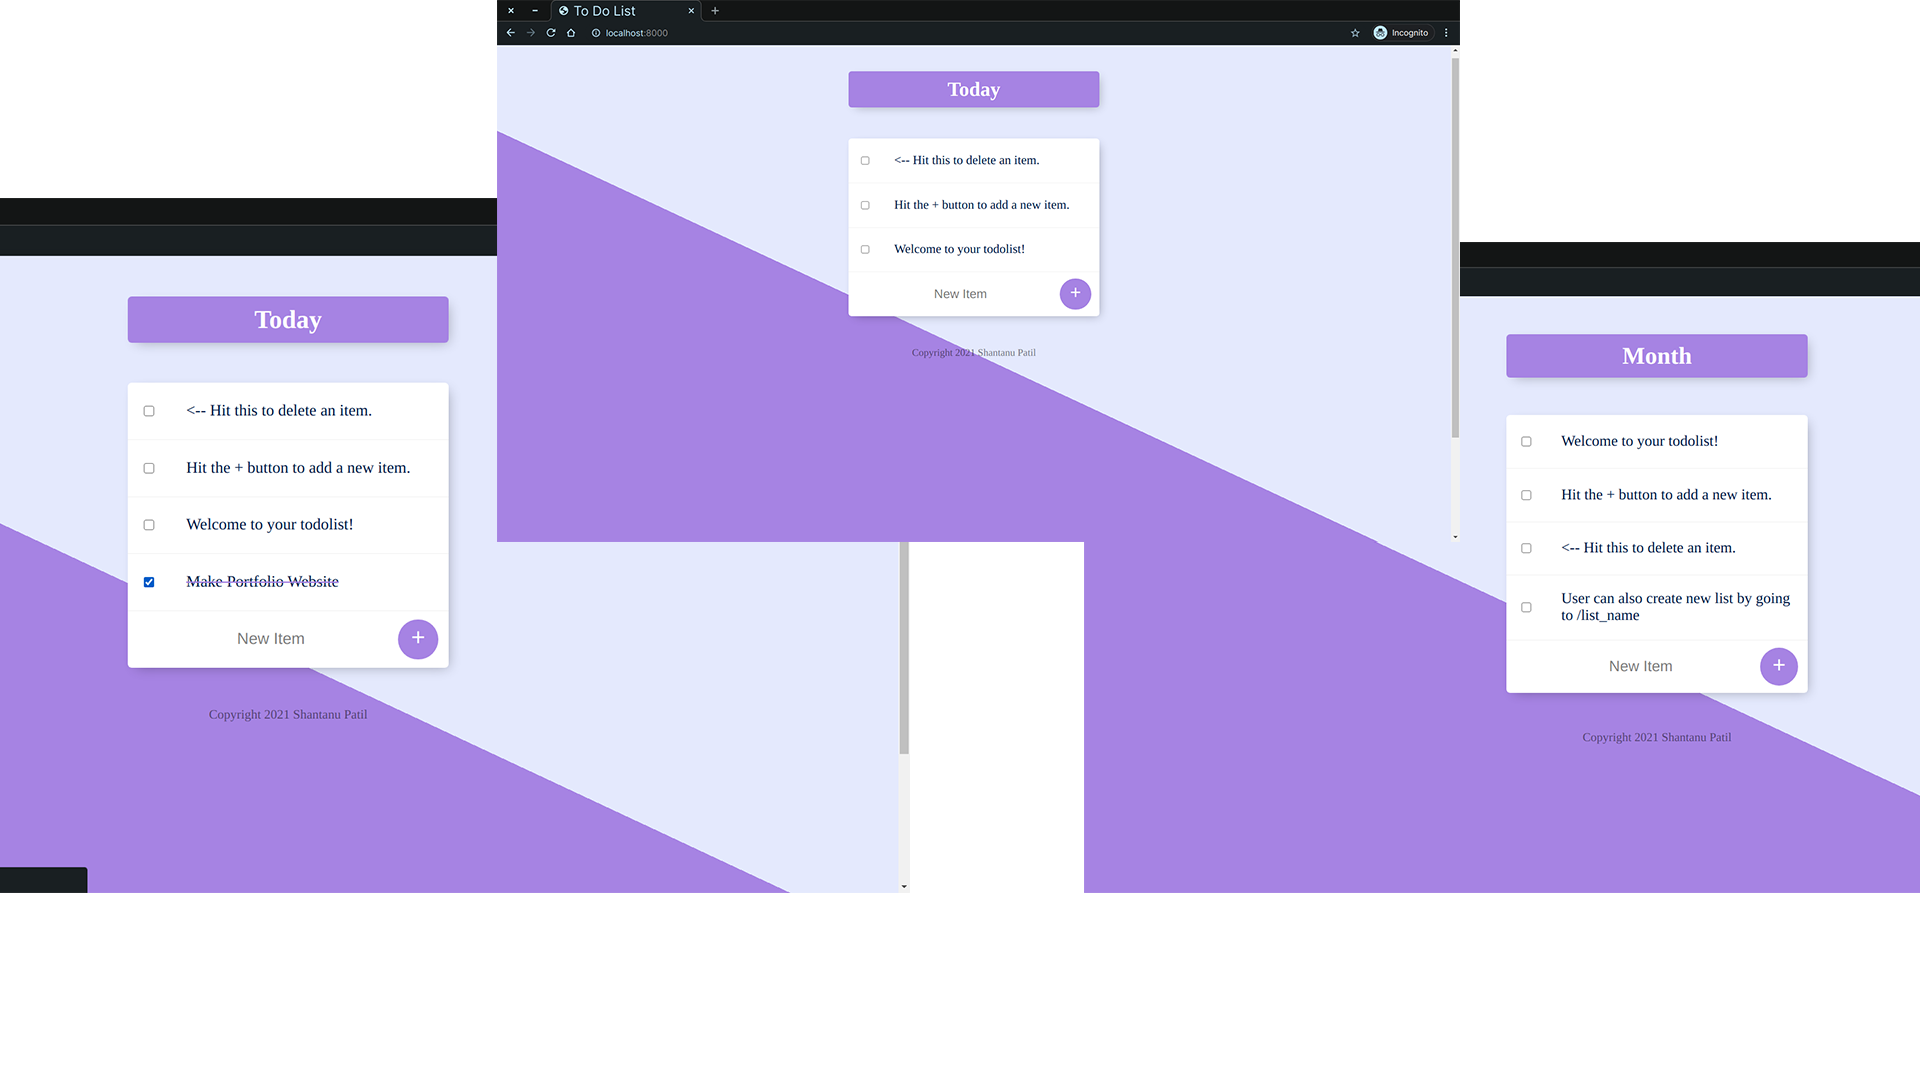 To Do List
localhost:8000
Incognito
Today
<-- Hit this to delete an item.
Hit the + button to add a new item.
Welcome to your todolist!
New Item
+
Copyright 2021 Shantanu Patil
Today
<-- Hit this to delete an item.
Hit the + button to add a new item.
Welcome to your todolist!
Make Portfolio Website
New Item
+
Copyright 2021 Shantanu Patil
Month
Welcome to your todolist!
Hit the + button to add a new item.
<-- Hit this to delete an item.
User can also create new list by going
to /list_name
New Item
+
Copyright 2021 Shantanu Patil